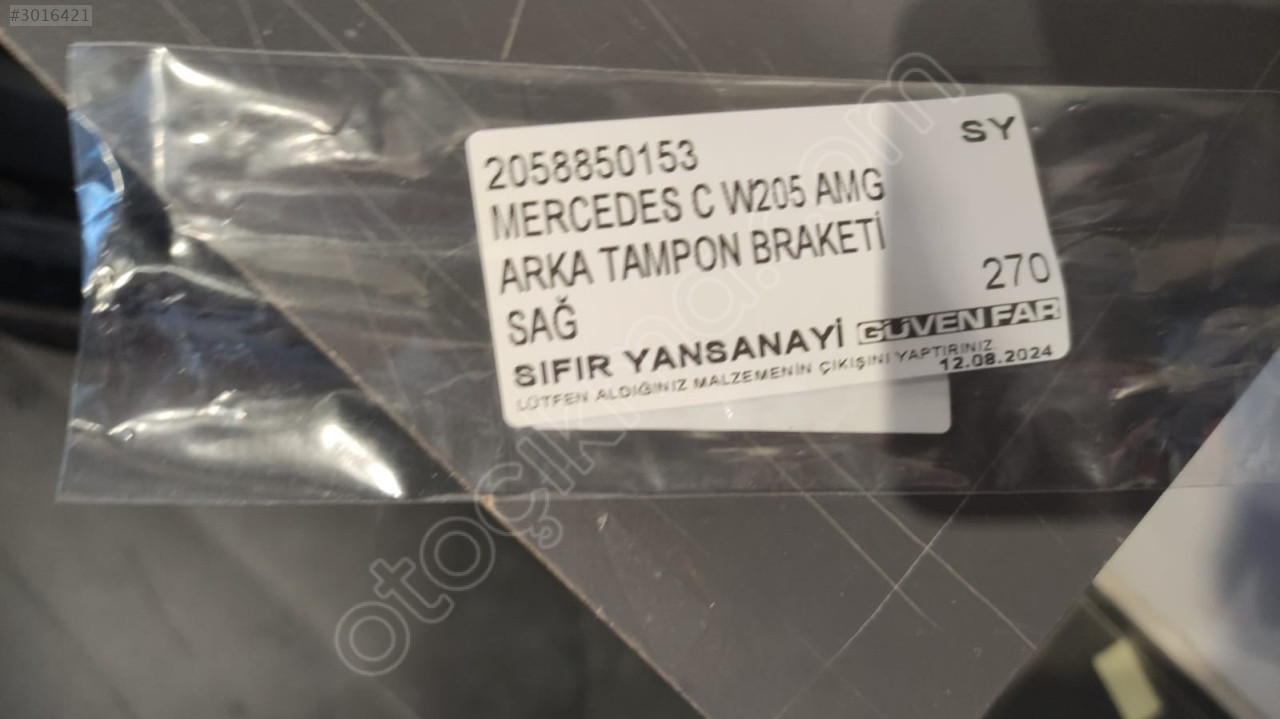 #3016421
SY
2058850153
MERCEDES C W205 AMG
ARKA TAMPON BRAKETİ
SAĞ
270
SIFIR YANSANAYİ GÜVEN FAR
LÜTFEN ALDIĞINIZ MALZEMENİN ÇIKIŞINI YAPTIRINIZ
12.08.2024
otoçıkma.com